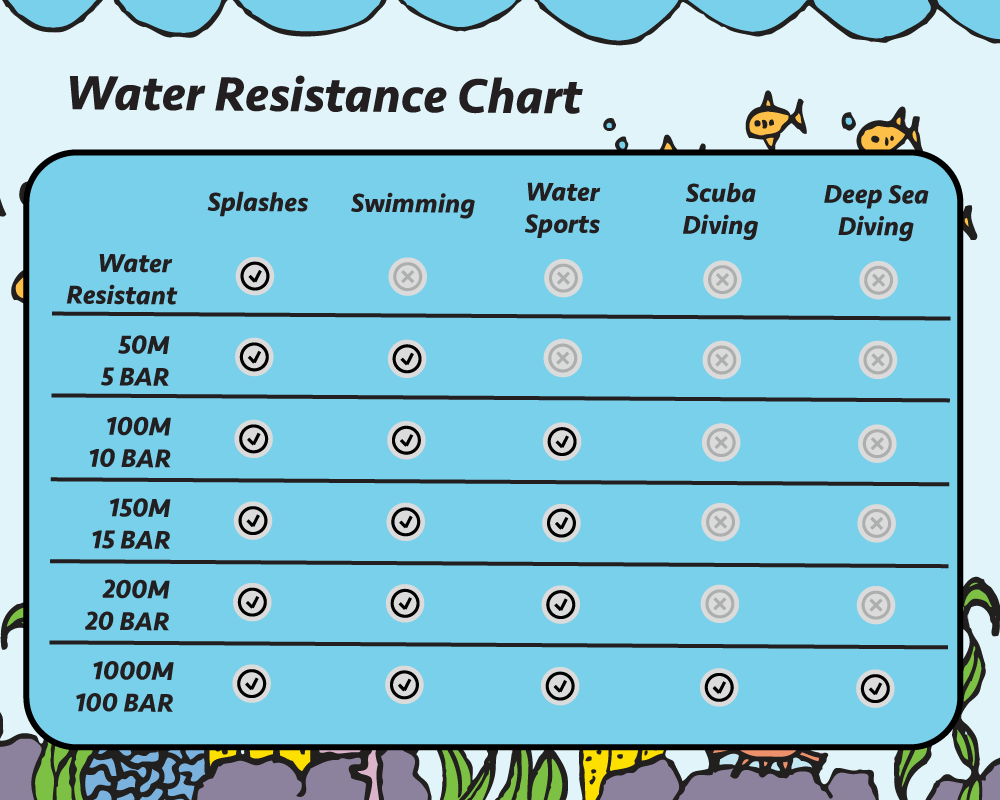 Water Resistance Chart
Splashes
Swimming
Water
Sports
Scuba
Diving
Deep Sea
Diving
Water
Resistant
50M
5 BAR
100M
10 BAR
150M
15 BAR
200M
20 BAR
1000M
100 BAR